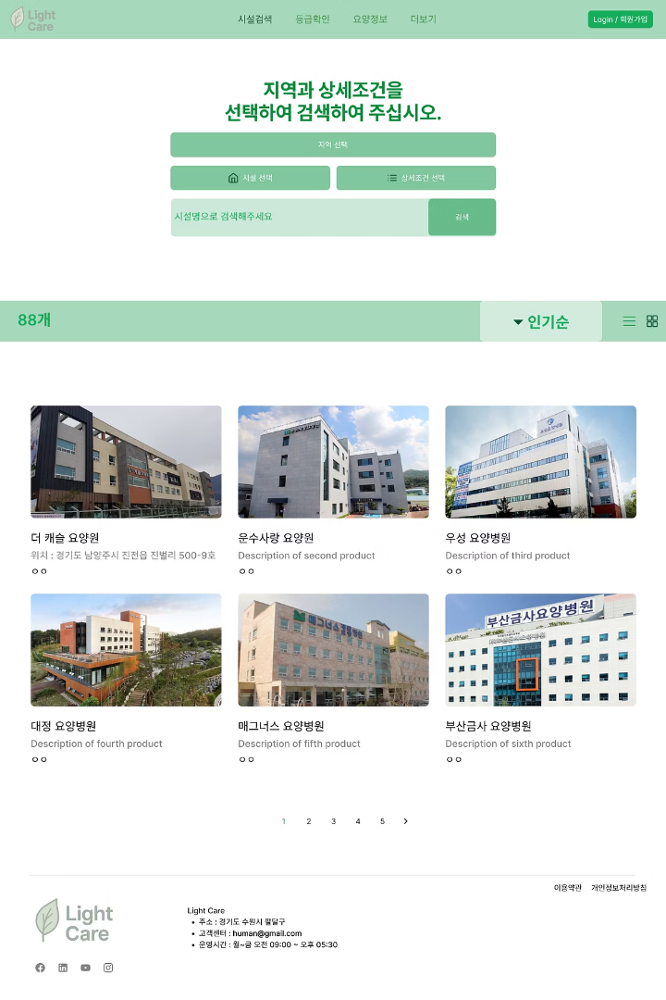 Light
Care
시설검색 등급확인 요양정보 더보기
Login / 회원가입
지역과 상세조건을
선택하여 검색하여 주십시오.
지역 선택
시설 선택 상세조건 선택
시설명으로 검색해주세요 검색
88개 인기순
더 캐슬 요양원
위치 : 경기도 남양주시 진전읍 진벌리 500-9호
ㅇㅇ
운수사랑 요양원
Description of second product
ㅇㅇ
우성 요양병원
Description of third product
ㅇㅇ
매그너스재활병원
부산금사요양병원
대정 요양병원
Description of fourth product
ㅇㅇ
매그너스 요양병원
Description of fifth product
ㅇㅇ
부산금사 요양병원
Description of sixth product
ㅇㅇ
1 2 3 4 5
이용약관 개인정보처리방침
Light
Care
Light Care
주소 : 경기도 수원시 팔달구
고객센터 : human@gmail.com
운영시간 : 월~금 오전 09:00 ~ 오후 05:30